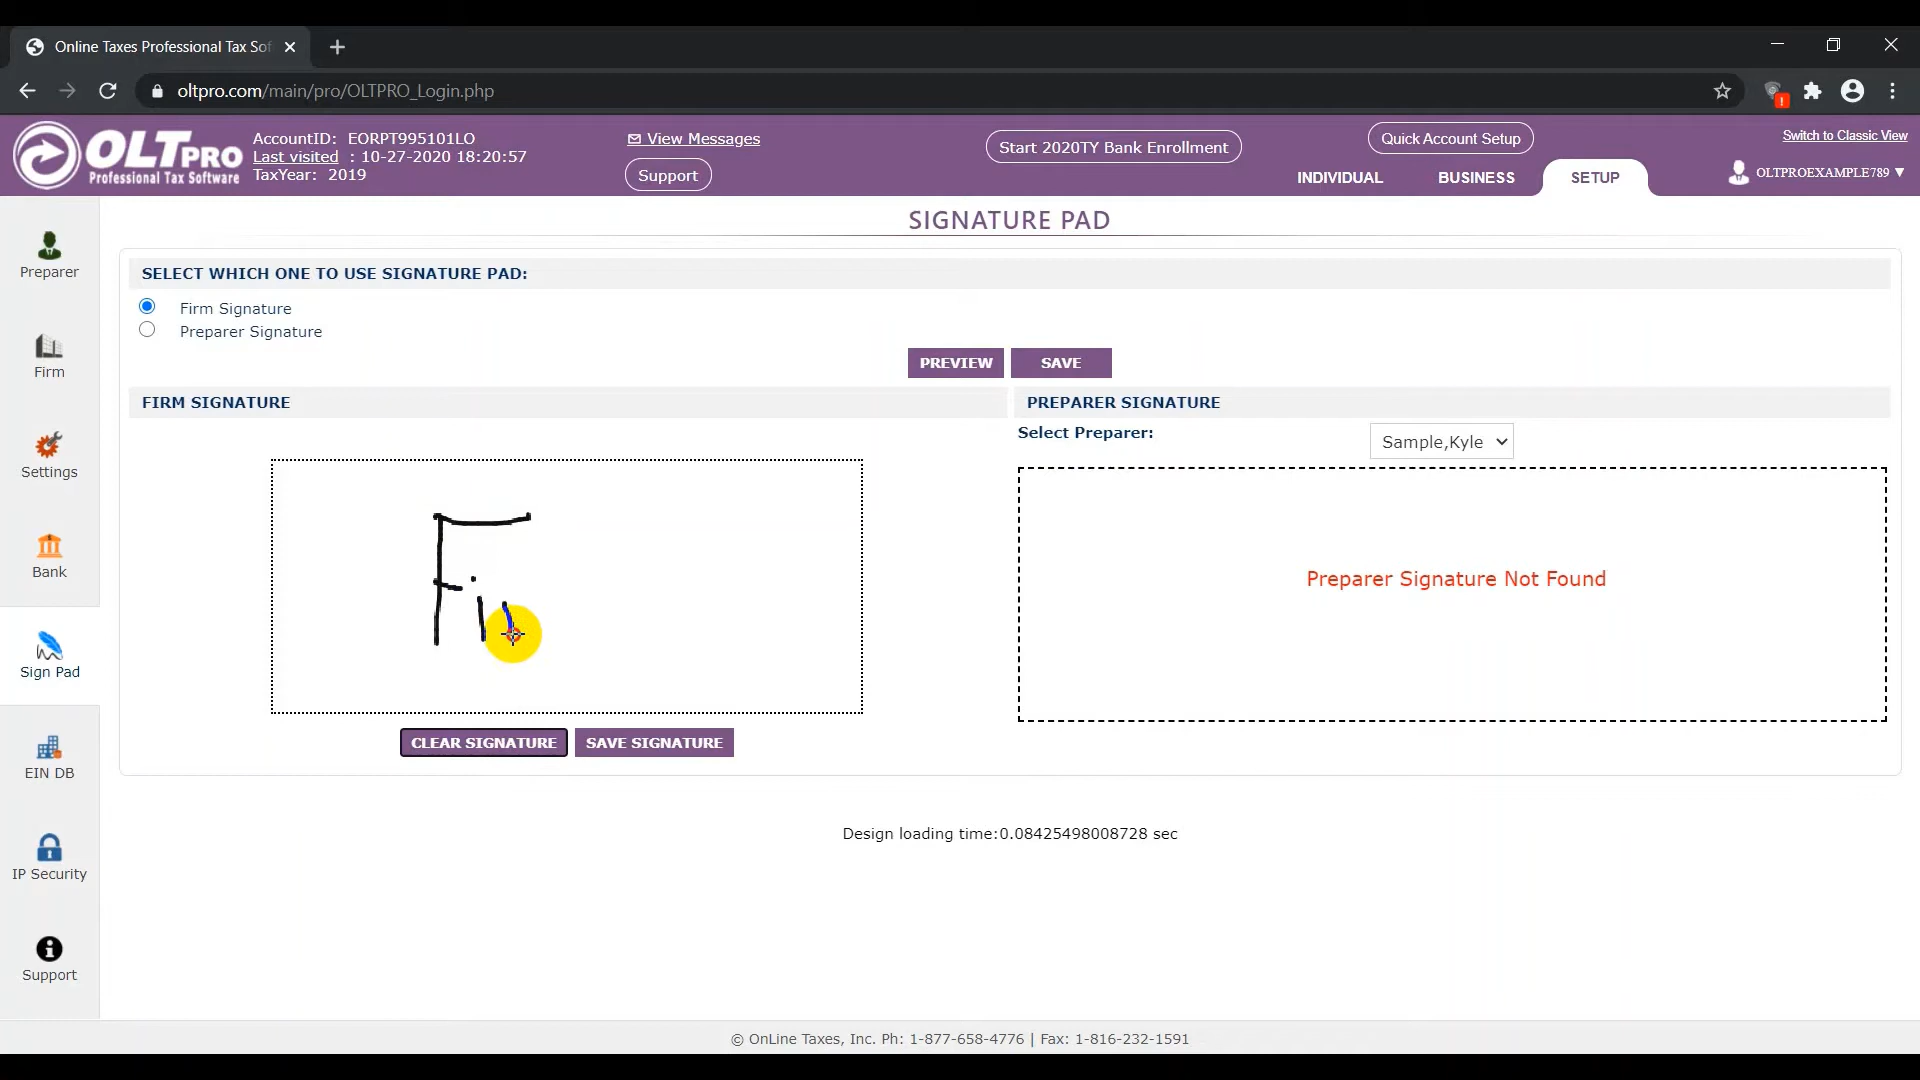 Online Taxes Professional Tax Sof
oltpro.com/main/pro/OLTPRO_Login.php
OLTPRO
Professional Tax Software
AccountID: EORPT995101LO
Last visited : 10-27-2020 18:20:57
TaxYear: 2019
View Messages
Support
Start 2020TY Bank Enrollment
Quick Account Setup
Switch to Classic View
INDIVIDUAL
BUSINESS
SETUP
OLTPROEXAMPLE789
Preparer
Firm
Settings
Bank
Sign Pad
EIN DB
IP Security
Support
SIGNATURE PAD
SELECT WHICH ONE TO USE SIGNATURE PAD:
Firm Signature
Preparer Signature
PREVIEW
SAVE
FIRM SIGNATURE
Fi
CLEAR SIGNATURE
SAVE SIGNATURE
PREPARER SIGNATURE
Select Preparer:
Sample,Kyle
Preparer Signature Not Found
Design loading time:0.08425498008728 sec
© OnLine Taxes, Inc. Ph: 1-877-658-4776 | Fax: 1-816-232-1591